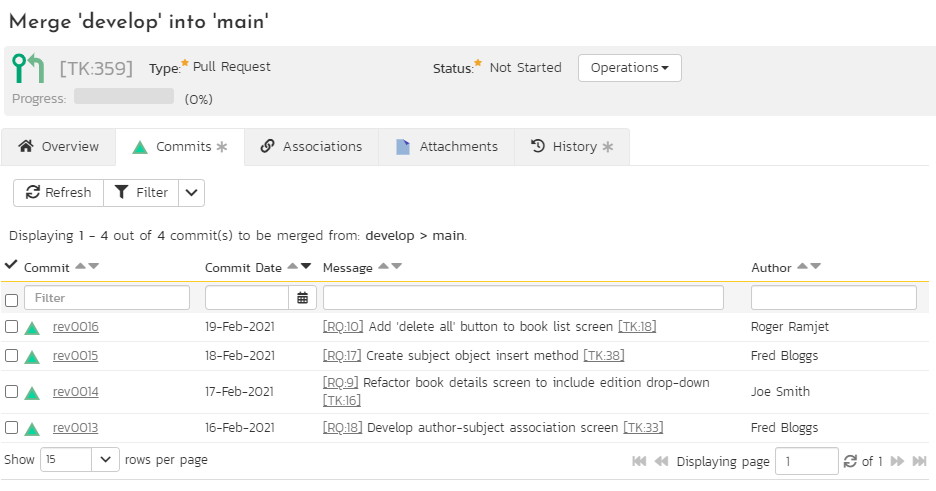 Merge 'develop' into 'main'
[TK:359] Type: Pull Request Status: Not Started Operations
Progress: (0%)
Overview Commits Associations Attachments History
Refresh Filter
Displaying 1 - 4 out of 4 commit(s) to be merged from: develop > main.
Commit Commit Date Message Author
Filter
rev0016 19-Feb-2021 [RQ:10] Add 'delete all' button to book list screen [TK:18] Roger Ramjet
rev0015 18-Feb-2021 [RQ:17] Create subject object insert method [TK:38] Fred Bloggs
rev0014 17-Feb-2021 [RQ:9] Refactor book details screen to include edition drop-down Joe Smith
[TK:16]
rev0013 16-Feb-2021 [RQ:18] Develop author-subject association screen [TK:33] Fred Bloggs
Show 15 rows per page Displaying page 1 of 1